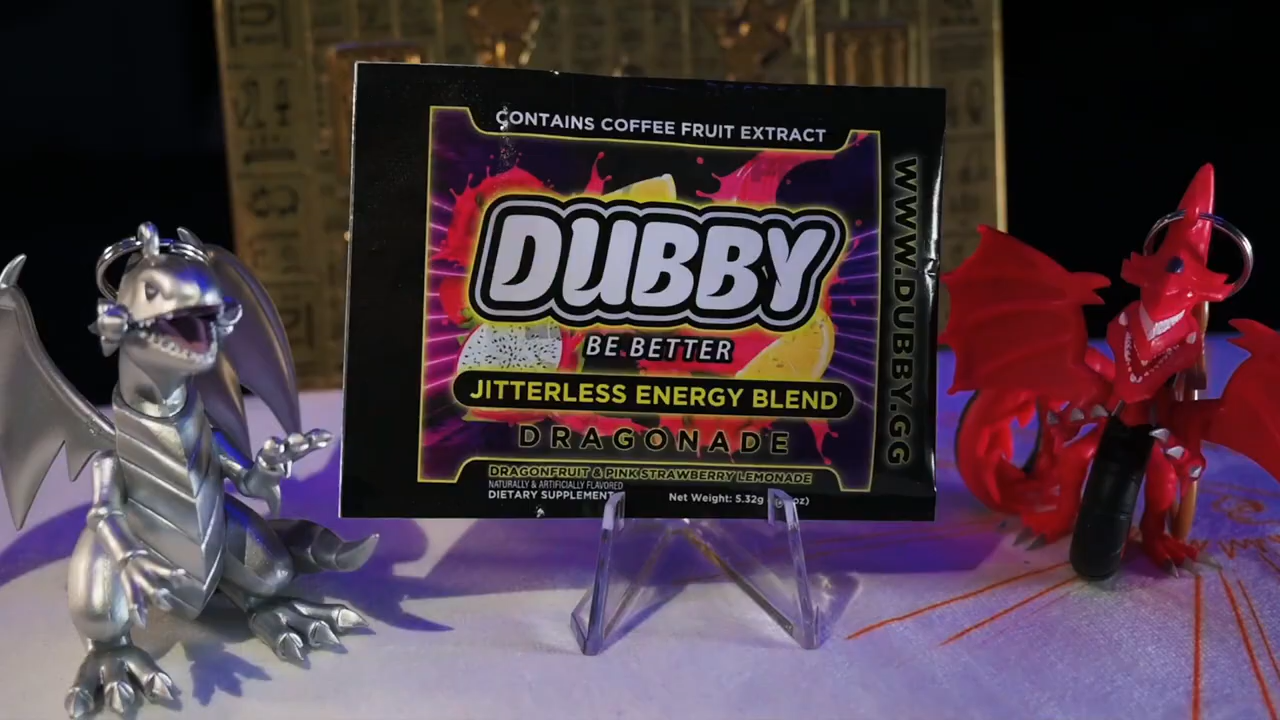 CONTAINS COFFEE FRUIT EXTRACT
DUBBY
BE BETTER
JITTERLESS ENERGY BLEND
DRAGONADE
DRAGONFRUIT & PINK STRAWBERRY LEMONADE
NATURALLY & ARTIFICIALLY FLAVORED
DIETARY SUPPLEMENT
Net Weight: 5.32g oz)
WWW.DUBBY.GG